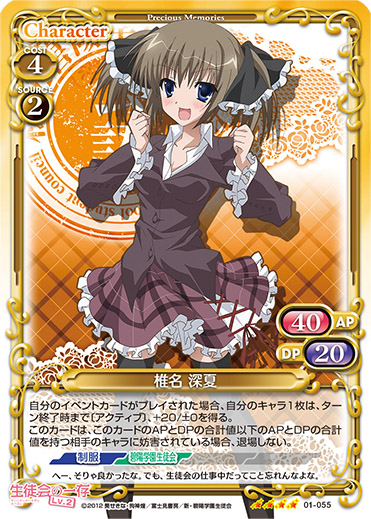 Precious Memories
Character
COST
4
SOURCE
2
student council
40 AP
DP 20
椎名 深夏
自分のイベントカードがプレイされた場合、自分のキャラ1枚は、ターン
終了時まで〔アクティブ〕、+20/±0を得る。
このカードは、このカードのAPとDPの合計値以下のAPとDPの合計
値を持つ相手のキャラに妨害されている場合、退場しない。
制服
碧陽学園生徒会
へー、そりゃ良かったな。でも、生徒会の仕事中だってこと忘れんなよな。
生徒会の一存
Lv.2
©2012 葵せきな・狗神煌/富士見書房/新・碧陽学園生徒会
01-055